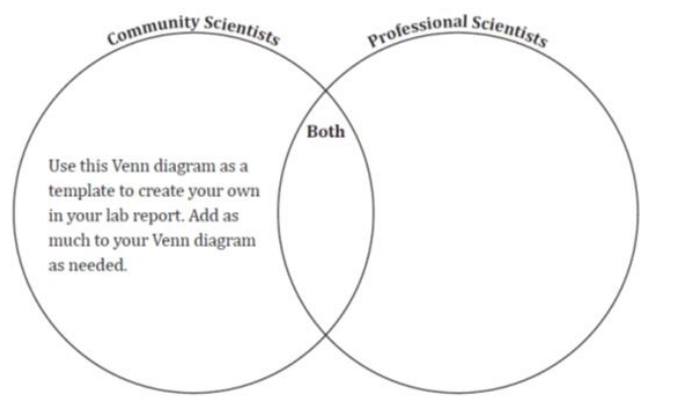 Community Scientists
Professional Scientists
Both
Use this Venn diagram as a
template to create your own
in your lab report. Add as
much to your Venn diagram
as needed.